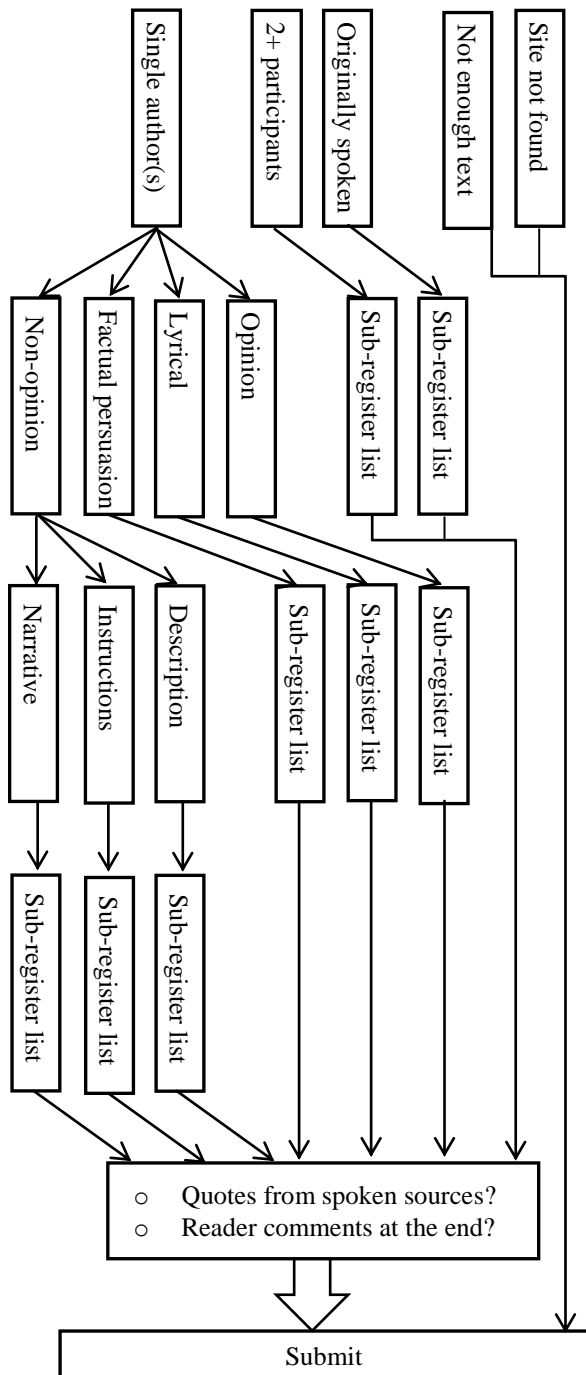 Single author(s)
2+ participants
Originally spoken
Not enough text
Site not found
Non-opinion
Factual persuasion
Lyrical
Opinion
Sub-register list
Sub-register list
Narrative
Instructions
Description
Sub-register list
Sub-register list
Sub-register list
Sub-register list
Sub-register list
Sub-register list
o Quotes from spoken sources?
o Reader comments at the end?
Submit